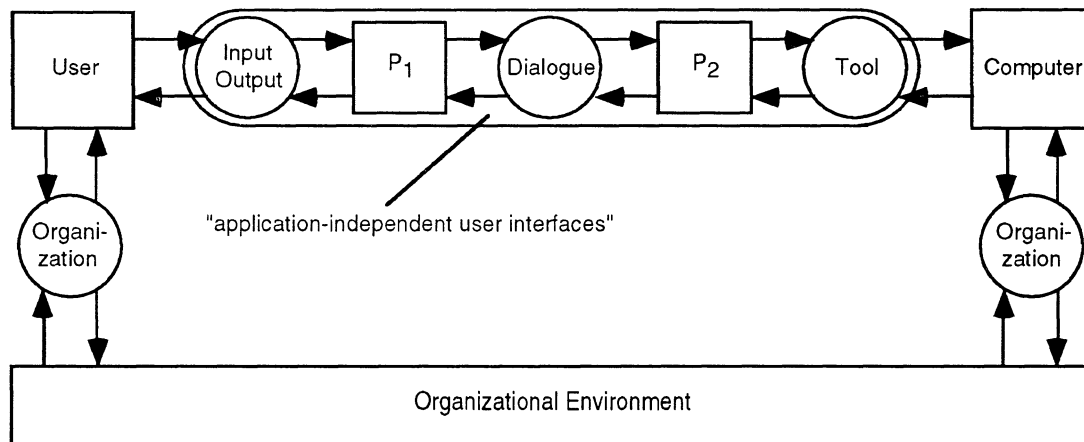 User
Input
Output
P1
Dialogue
P2
Tool
Computer
"application-independent user interfaces"
Organi-
zation
Organi-
zation
Organizational Environment